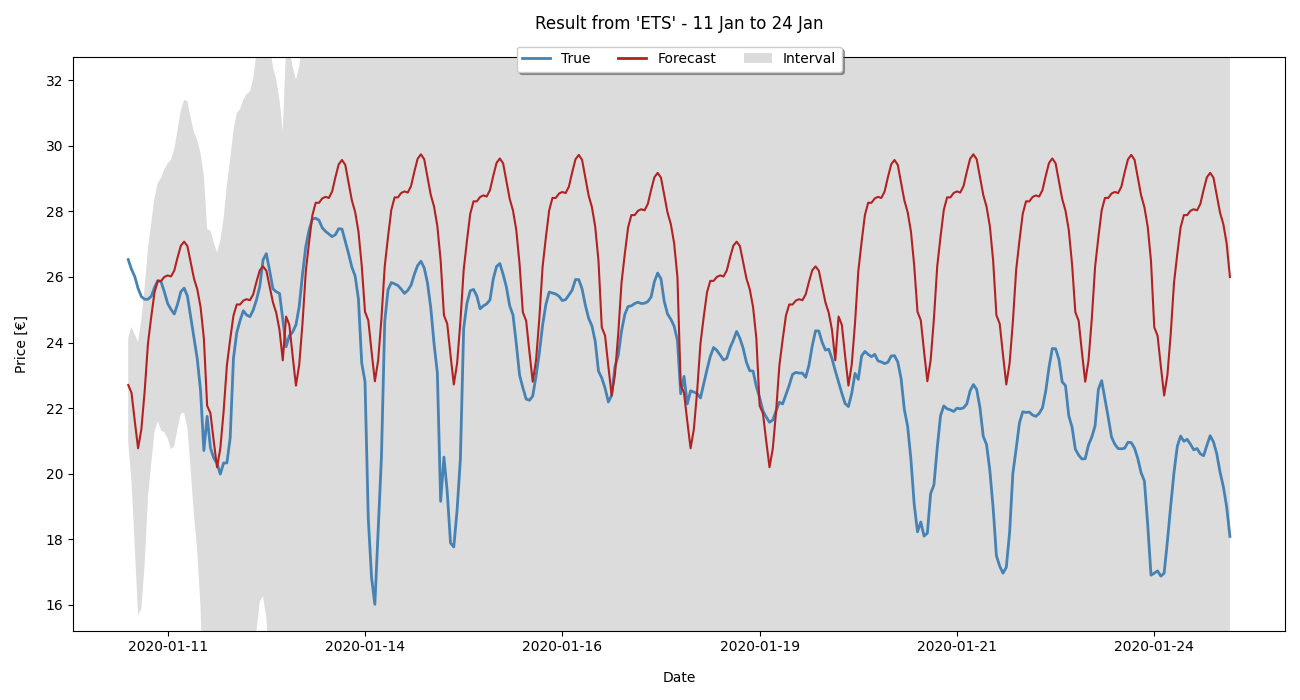 Result from 'ETS' - 11 Jan to 24 Jan
True Forecast Interval
Price [€]
32
30
28
26
24
22
20
18
16
2020-01-11 2020-01-14 2020-01-16 2020-01-19 2020-01-21 2020-01-24
Date